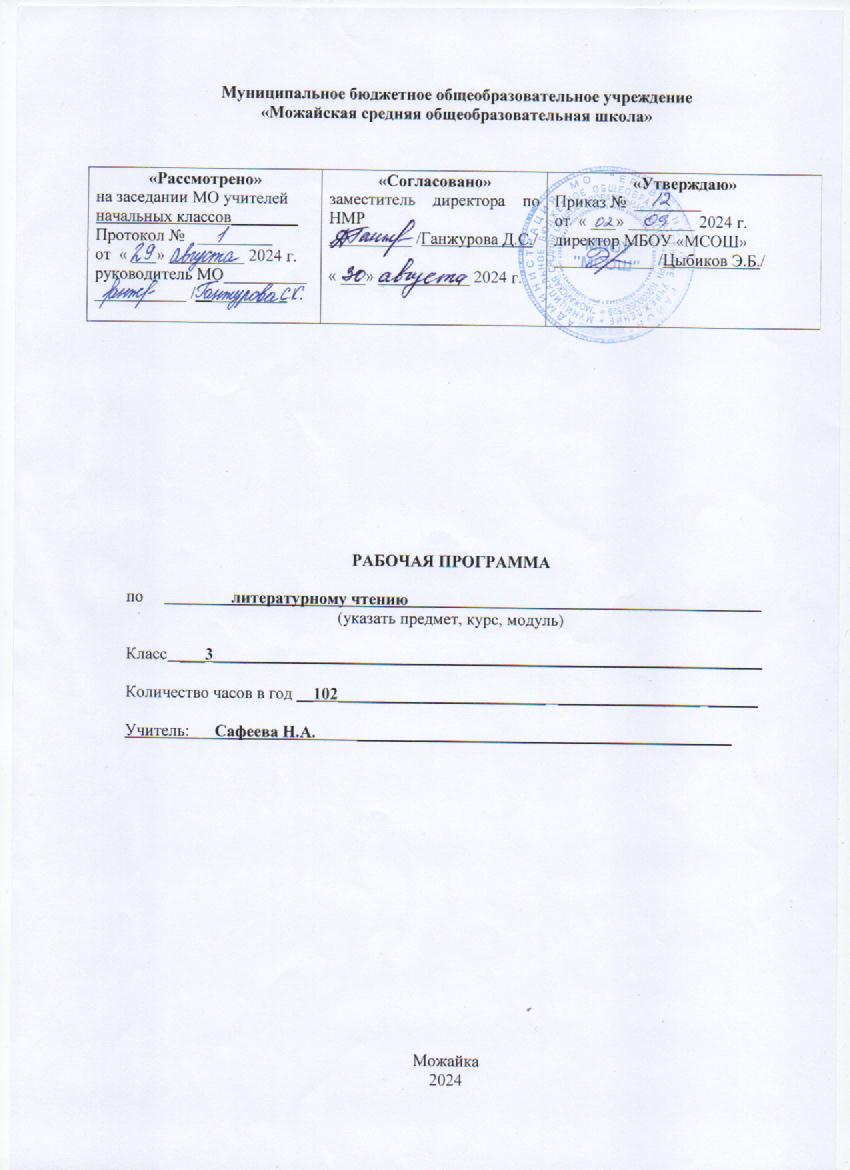 Муниципальное бюджетное общеобразовательное учреждение
«Можайская средняя общеобразовательная школа»
«Рассмотрено»
на заседании МО учителей
начальных классов
Протокол № 1
от «29» августа 2024 г.
руководитель МО
/Гантурова С.К.
«Согласовано»
заместитель директора по
НМР
/Ганжурова Д.С./
«30» августа 2024 г.
«Утверждаю»
Приказ № 12
от «02» 09 2024 г.
директор МБОУ «МСОШ»
/Цыбиков Э.Б./
"МСОШ"
РАБОЧАЯ ПРОГРАММА
по литературному чтению
(указать предмет, курс, модуль)
Класс 3
Количество часов в год 102
Учитель: Сафеева Н.А.
Можайка
2024